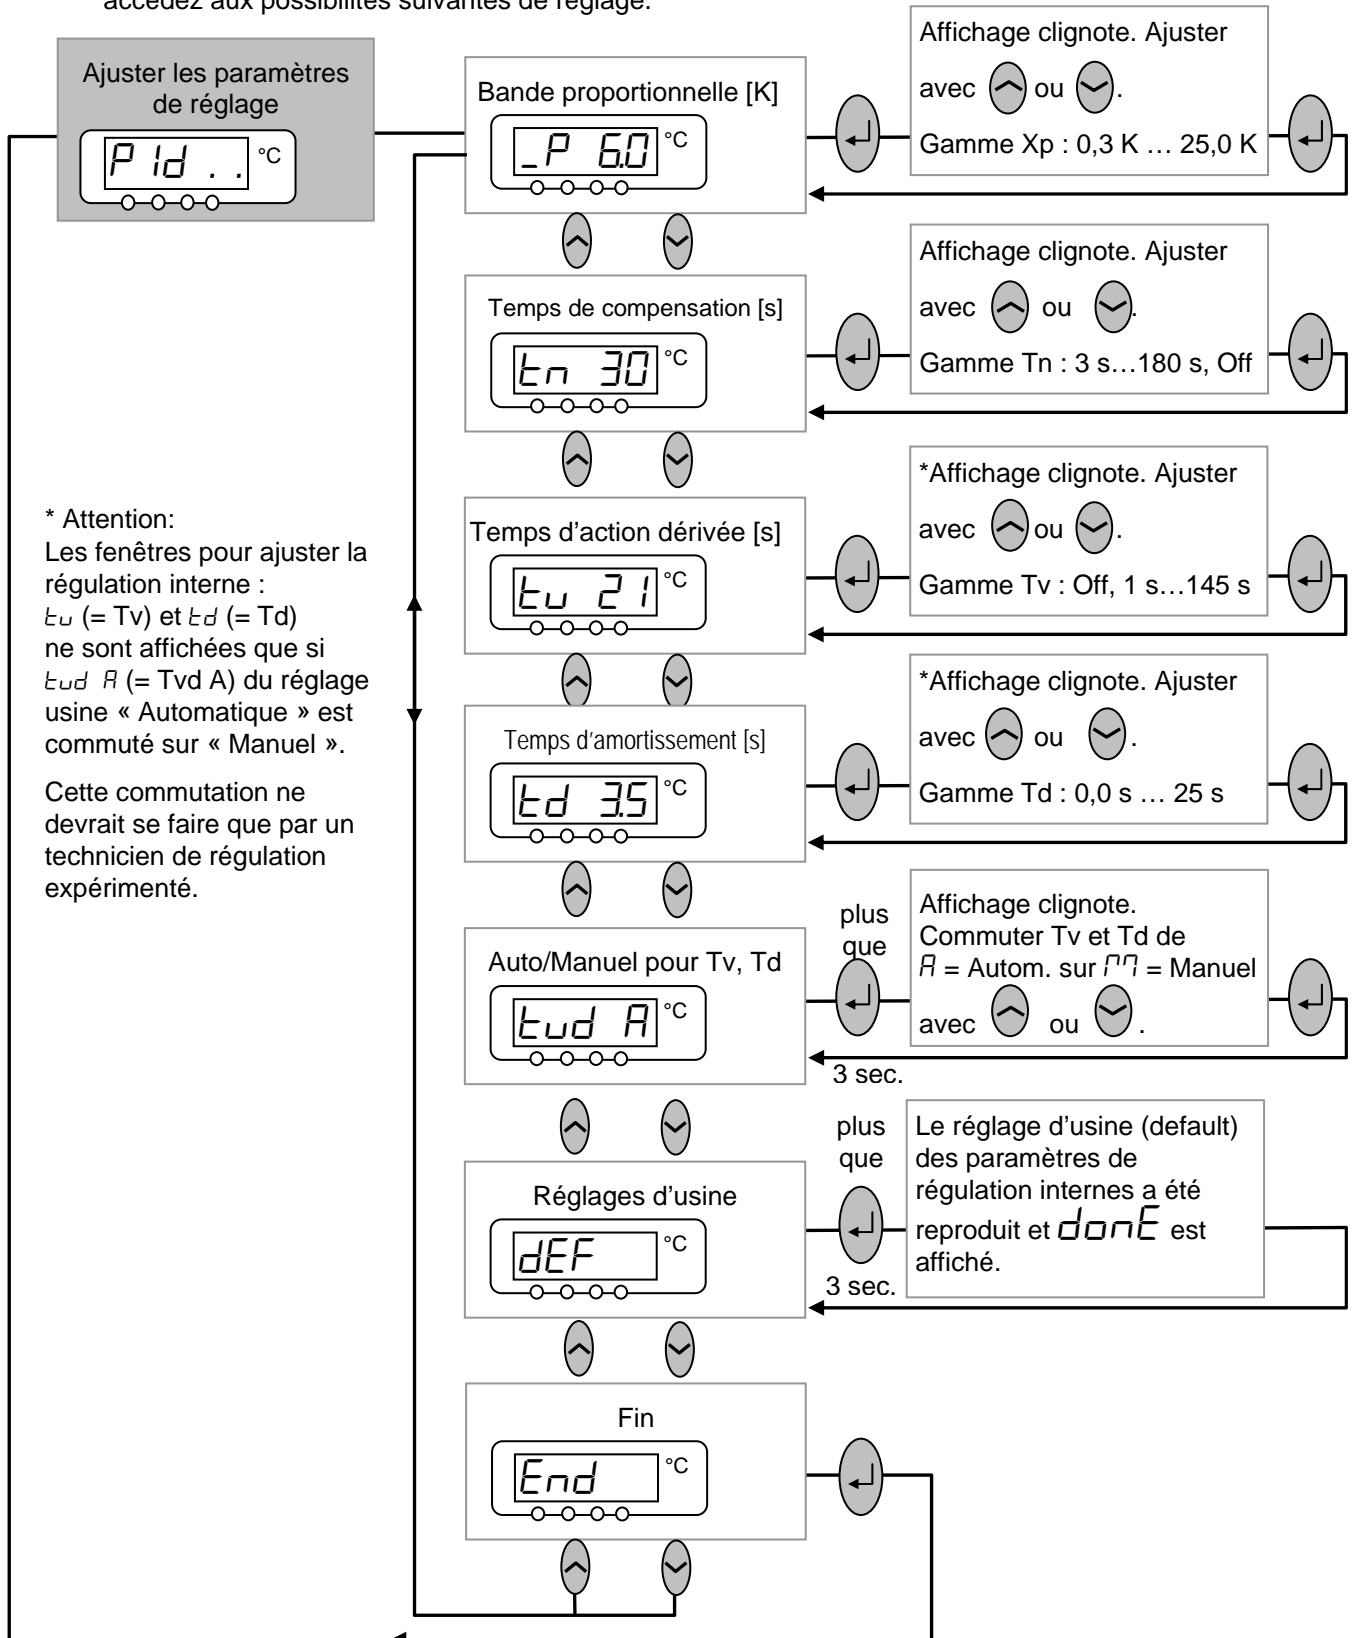 accédez aux possibilités suivantes de réglage.
Ajuster les paramètres
de réglage
PId . .
°C
Bande proportionnelle [K]
_P 6.0
°C
Affichage clignote. Ajuster
avec ou .
Gamme Xp : 0,3 K … 25,0 K
Temps de compensation [s]
tn 30
°C
Affichage clignote. Ajuster
avec ou .
Gamme Tn : 3 s…180 s, Off
Temps d’action dérivée [s]
tv 21
°C
*Affichage clignote. Ajuster
avec ou .
Gamme Tv : Off, 1 s…145 s
* Attention:
Les fenêtres pour ajuster la
régulation interne :
tv (= Tv) et td (= Td)
ne sont affichées que si
tvd A (= Tvd A) du réglage
usine « Automatique » est
commuté sur « Manuel ».
Cette commutation ne
devrait se faire que par un
technicien de régulation
expérimenté.
Temps d’amortissement [s]
td 3.5
°C
*Affichage clignote. Ajuster
avec ou .
Gamme Td : 0,0 s … 25 s
Auto/Manuel pour Tv, Td
tvd A
°C
plus
que
3 sec.
Affichage clignote.
Commuter Tv et Td de
A = Autom. sur M = Manuel
avec ou .
Réglages d’usine
dEF
°C
plus
que
3 sec.
Le réglage d’usine (default)
des paramètres de
régulation internes a été
reproduit et donE est
affiché.
Fin
End
°C